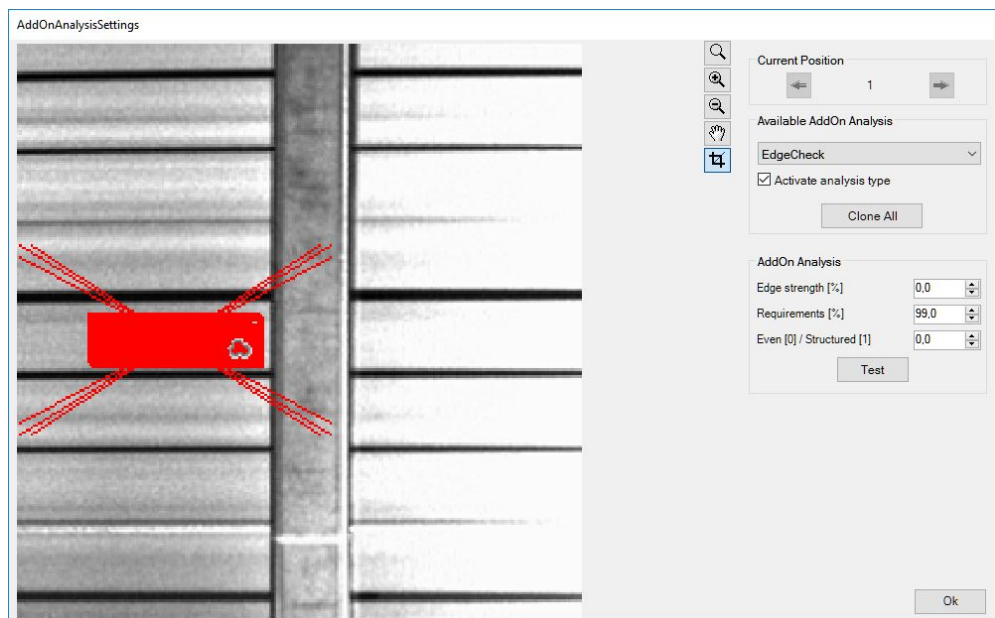 AddOnAnalysisSettings
Current Position
1
Available AddOn Analysis
EdgeCheck
Activate analysis type
Clone All
AddOn Analysis
Edge strength [%] 0,0
Requirements [%] 99,0
Even [0] / Structured [1] 0,0
Test
Ok